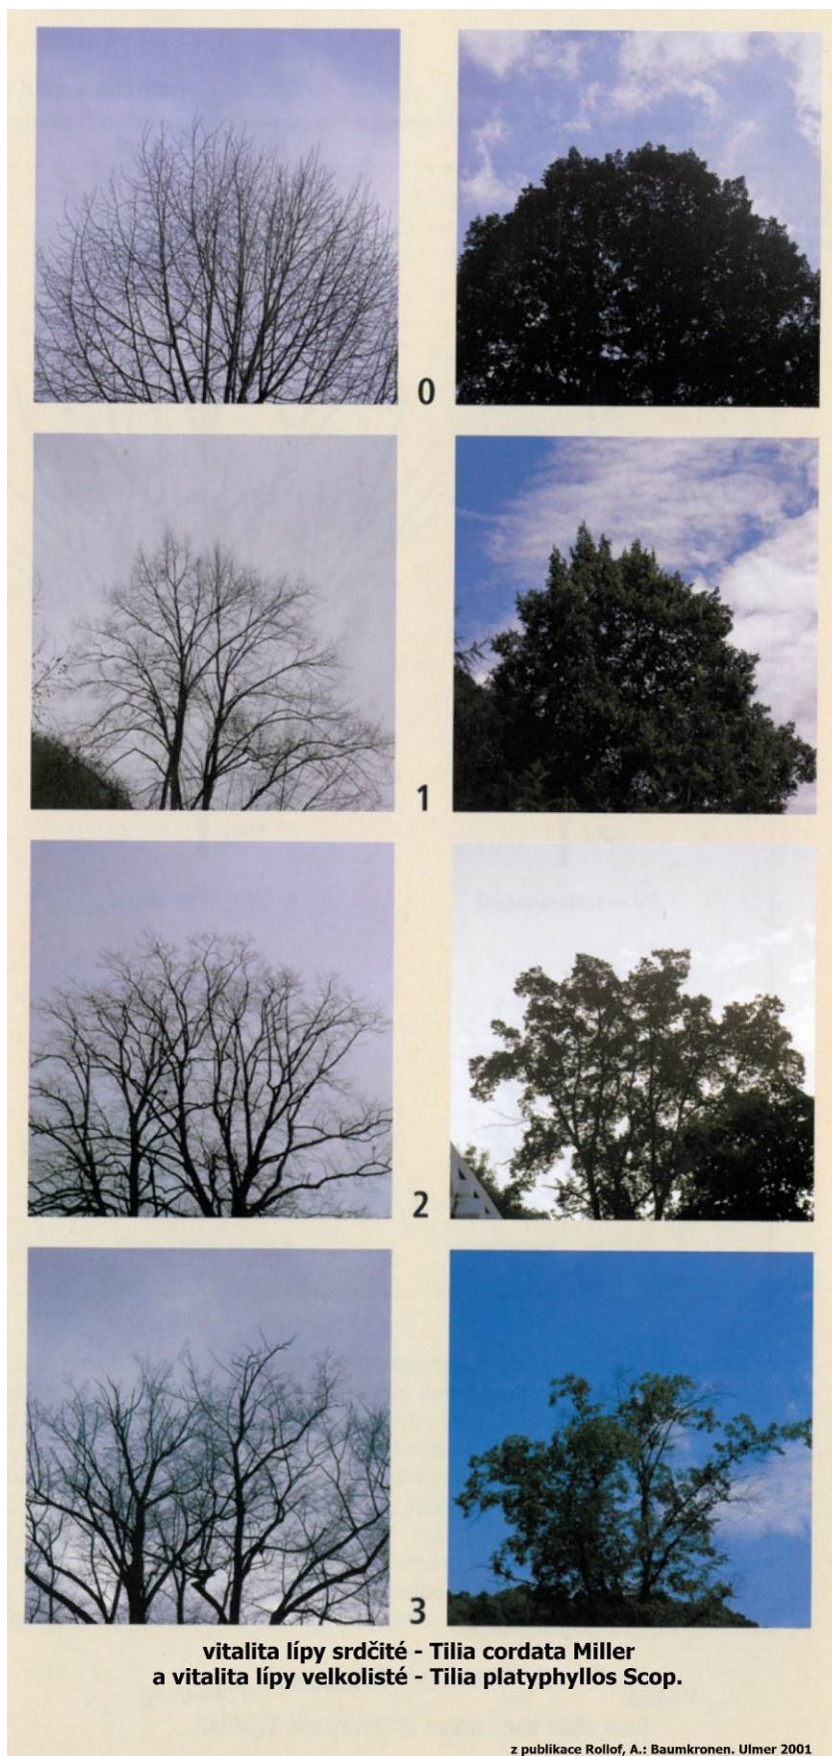 0
1
2
3
vitalita lípy srdčité - Tilia cordata Miller
a vitalita lípy velkolisté - Tilia platyphyllos Scop.
z publikace Rollof, A.: Baumkronen. Ulmer 2001